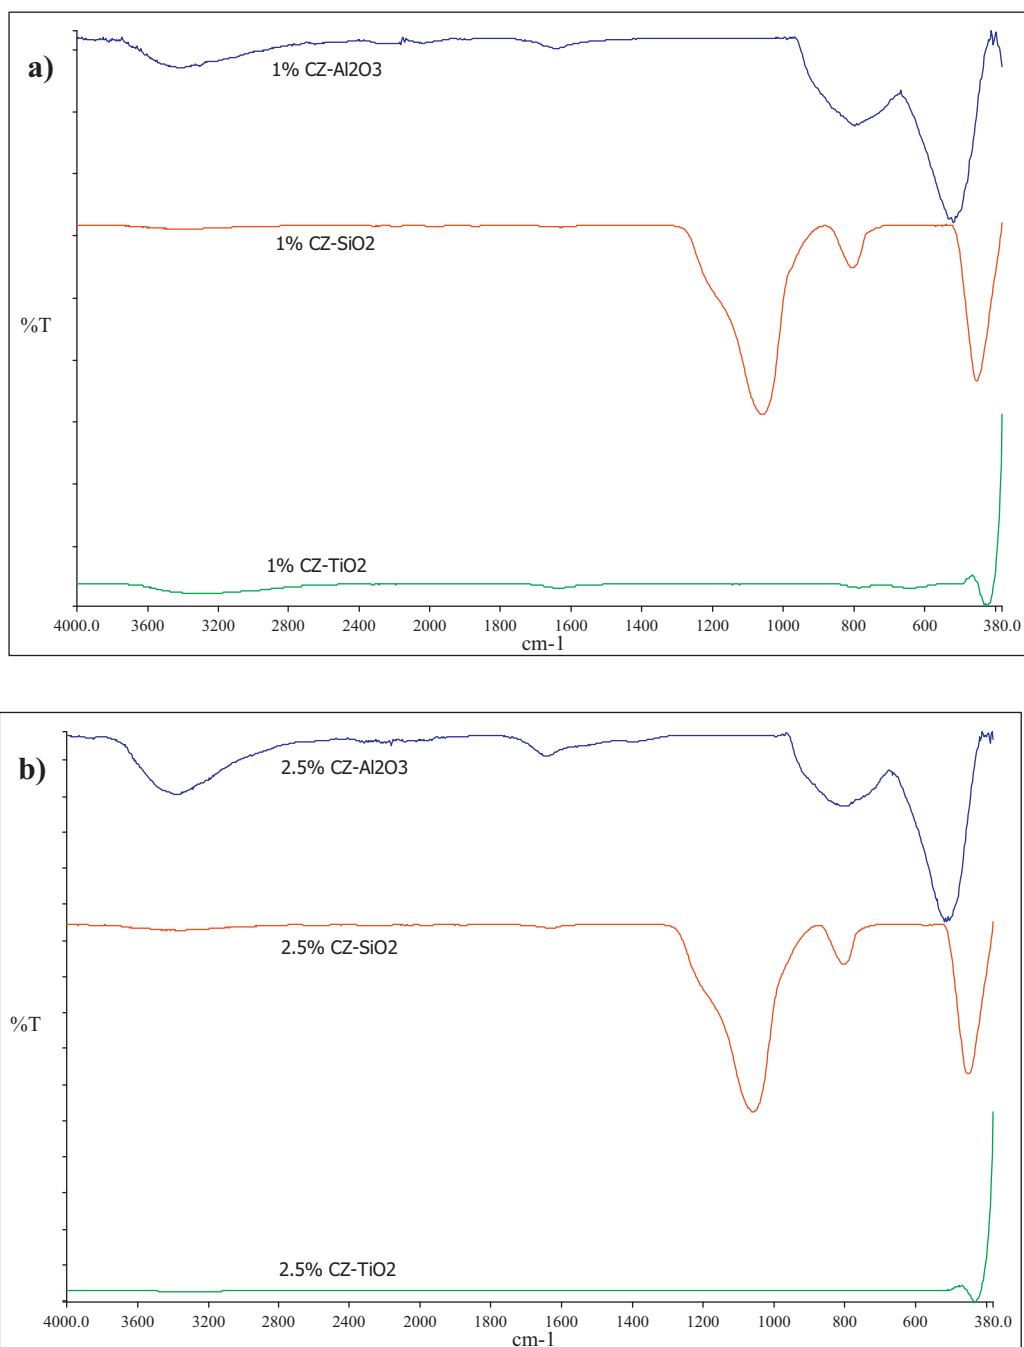 a)
1% CZ-Al2O3
1% CZ-SiO2
%T
1% CZ-TiO2
4000.0 3600 3200 2800 2400 2000 1800 1600 1400 1200 1000 800 600 380.0
cm-1
b)
2.5% CZ-Al2O3
2.5% CZ-SiO2
%T
2.5% CZ-TiO2
4000.0 3600 3200 2800 2400 2000 1800 1600 1400 1200 1000 800 600 380.0
cm-1